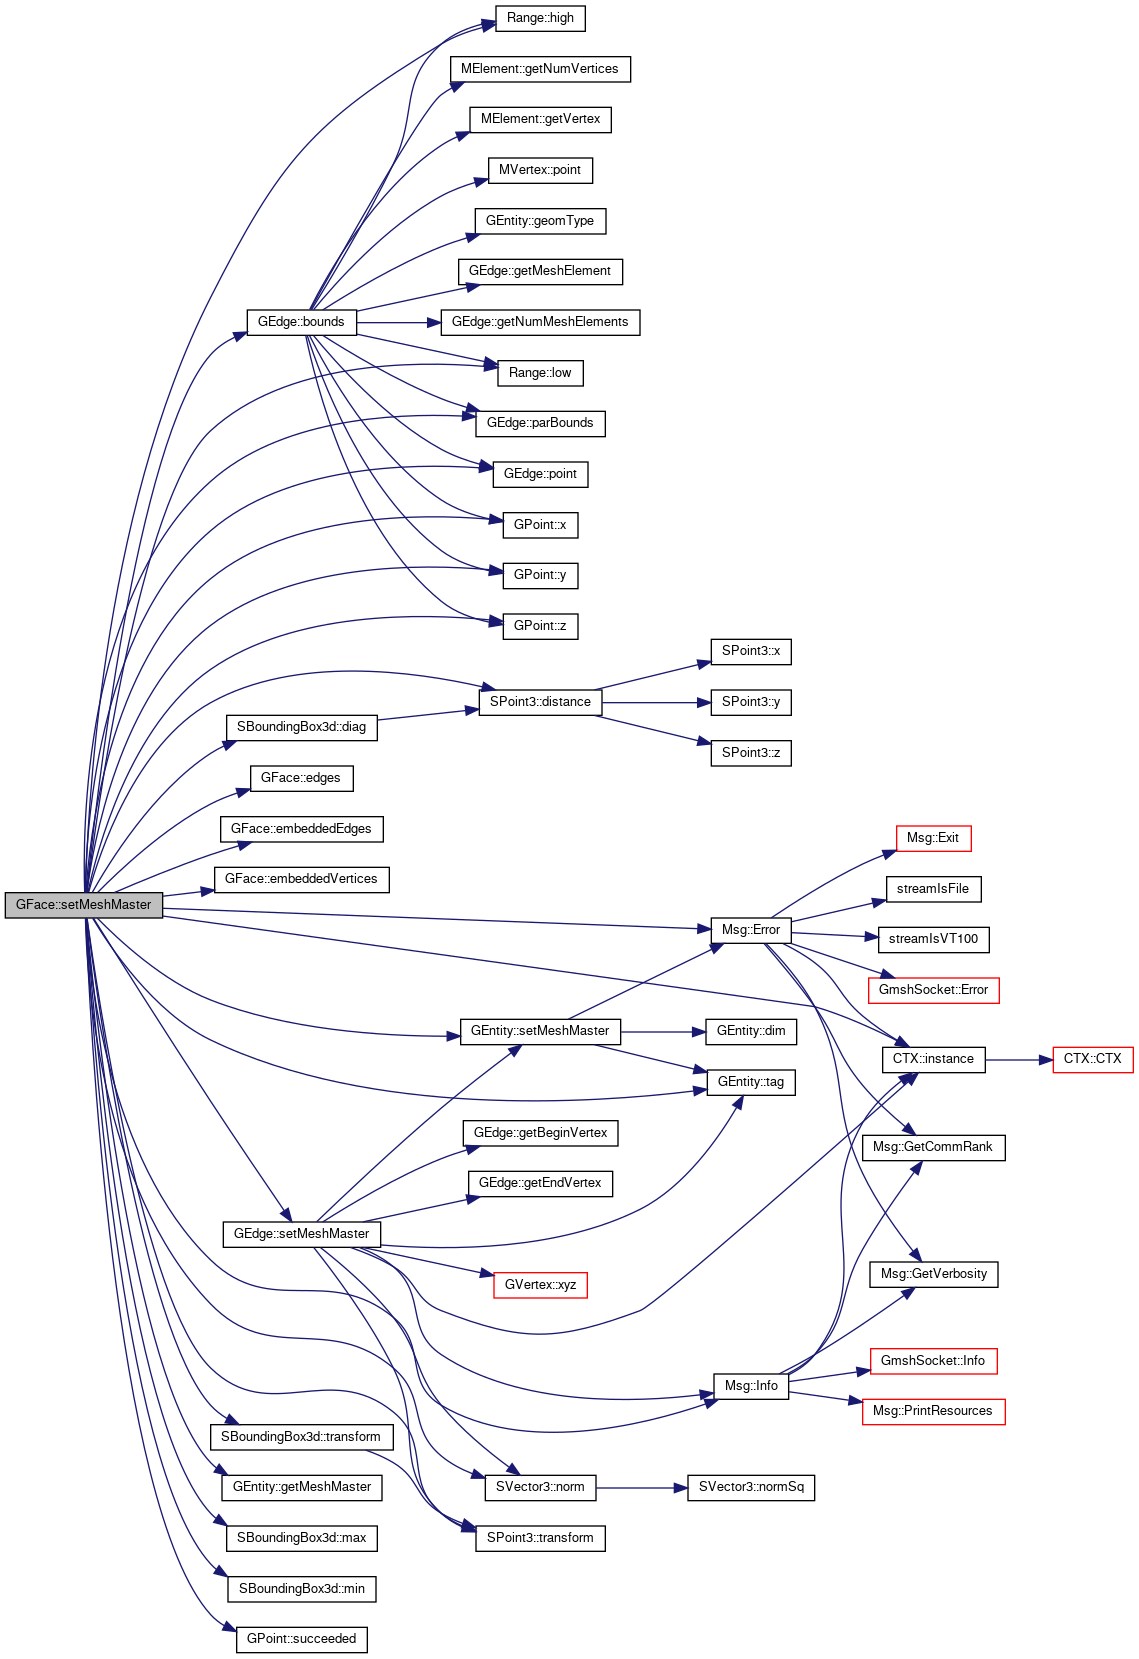 Range::high
MElement::getNumVertices
MElement::getVertex
MVertex::point
GEntity::geomType
GEdge::getMeshElement
GEdge::bounds
GEdge::getNumMeshElements
Range::low
GEdge::parBounds
GEdge::point
GPoint::x
GPoint::y
GPoint::z
SPoint3::x
SPoint3::distance
SPoint3::y
SBoundingBox3d::diag
SPoint3::z
GFace::edges
GFace::embeddedEdges
Msg::Exit
GFace::embeddedVertices
streamIsFile
GFace::setMeshMaster
Msg::Error
streamIsVT100
GmshSocket::Error
GEntity::setMeshMaster
GEntity::dim
CTX::instance
CTX::CTX
GEntity::tag
GEdge::getBeginVertex
Msg::GetCommRank
GEdge::getEndVertex
GEdge::setMeshMaster
GVertex::xyz
Msg::GetVerbosity
GmshSocket::Info
Msg::Info
Msg::PrintResources
SBoundingBox3d::transform
GEntity::getMeshMaster
SVector3::norm
SVector3::normSq
SBoundingBox3d::max
SPoint3::transform
SBoundingBox3d::min
GPoint::succeeded